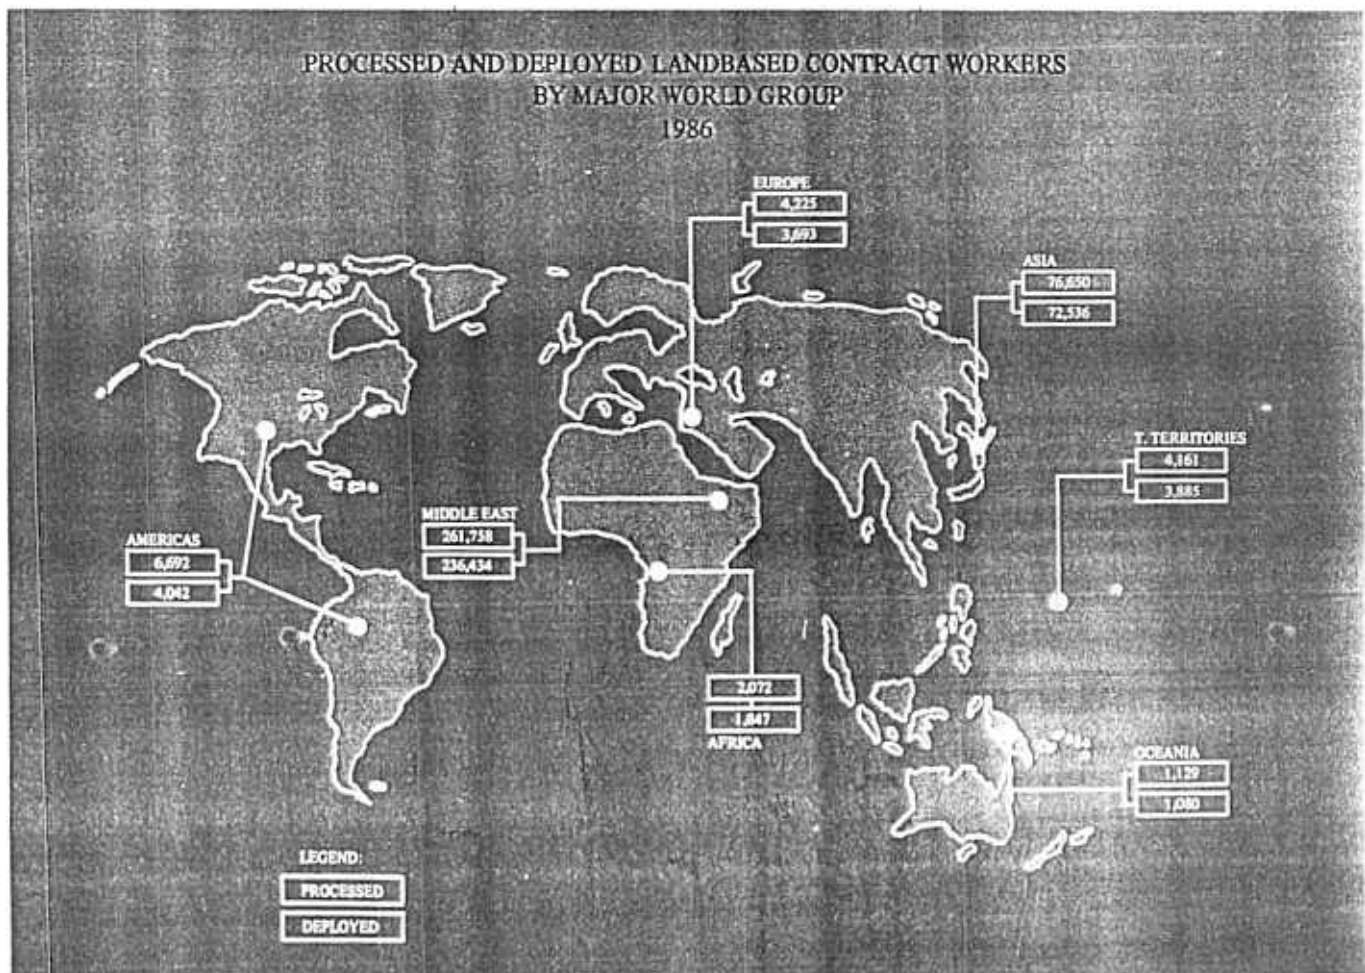 PROCESSED AND DEPLOYED LANDBASED CONTRACT WORKERS
BY MAJOR WORLD GROUP
1986
EUROPE
4,225
3,693
ASIA
76,650
72,536
T. TERRITORIES
4,161
3,885
MIDDLE EAST
261,758
236,434
AMERICAS
6,692
4,042
2,072
1,847
AFRICA
OCEANIA
1,129
1,080
LEGEND:
PROCESSED
DEPLOYED